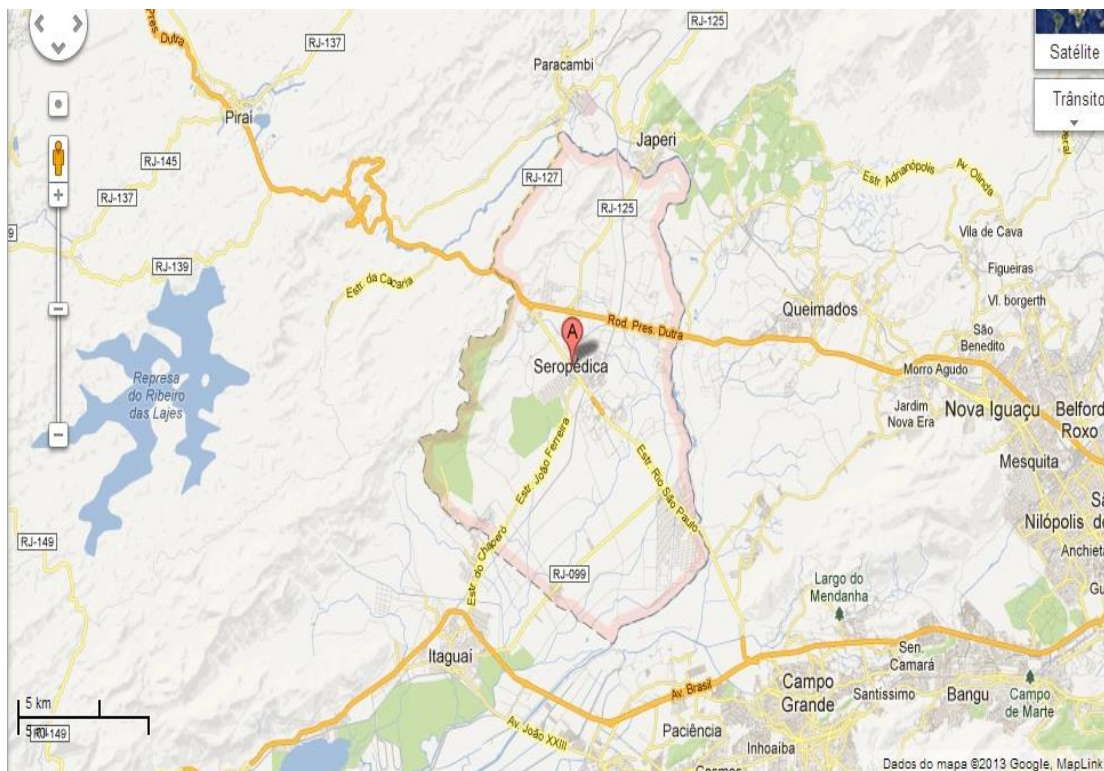 Pres. Dutra
RJ-137
RJ-125
Satélite
Paracambi
Trânsito
Piraí
Japeri
RJ-145
RJ-127
Estr Adrianópolis
Av. Olinda
RJ-137
RJ-125
9
Vila de Cava
RJ-139
Figueiras
Estr. da Cacaria
Vl. borgerth
Queimados
Rod. Pres. Dutra
São
Benedito
A
Seropédica
Morro Agudo
Represa
do Ribeiro
das Lajes
Jardim
Nova Era
Nova Iguaçu
Belford
Roxo
Estr. João Ferreira
Mesquita
Estr. Rio São Paulo
Nilópolis
RJ-149
Anchieta
Estr. do Chaperó
RJ-099
Largo do
Mendanha
Gu
Itaguaí
Sen.
Camará
Campo
Grande
Santissimo
Bangu
Campo
de Marte
Av. Brasil
5 km
RJ-149
Av. João XXIII
Paciência
Inhoaíba
Cosmos
Dados do mapa ©2013 Google, MapLink